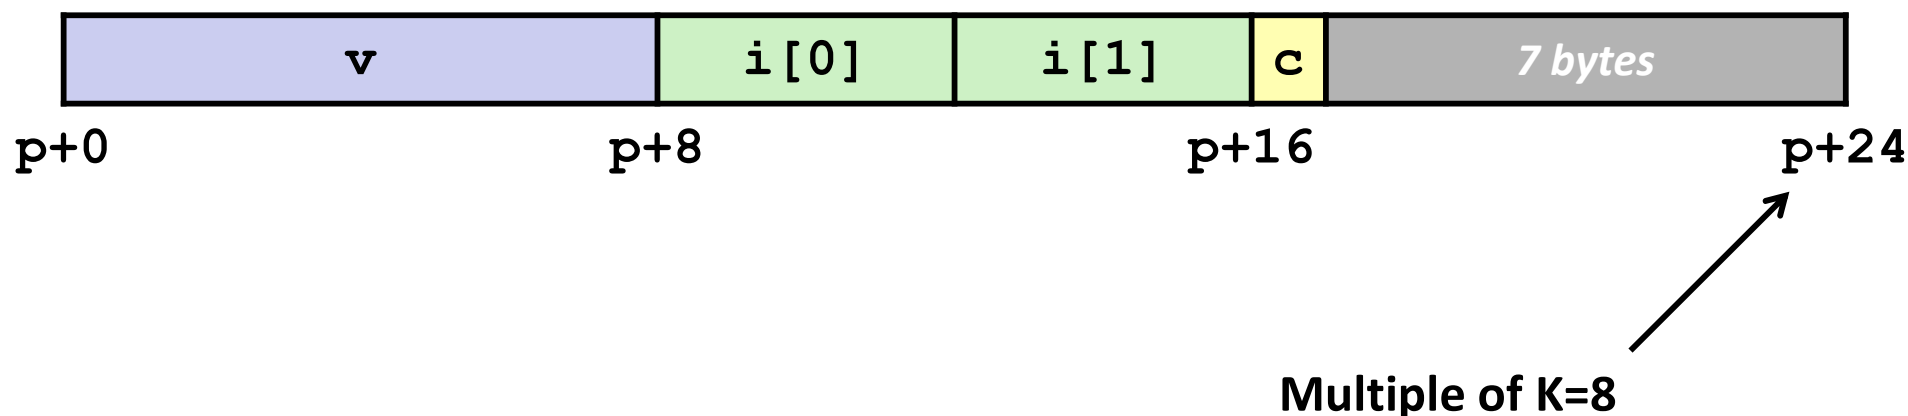 v i[0] i[1] c 7 bytes
p+0 p+8 p+16 p+24
Multiple of K=8